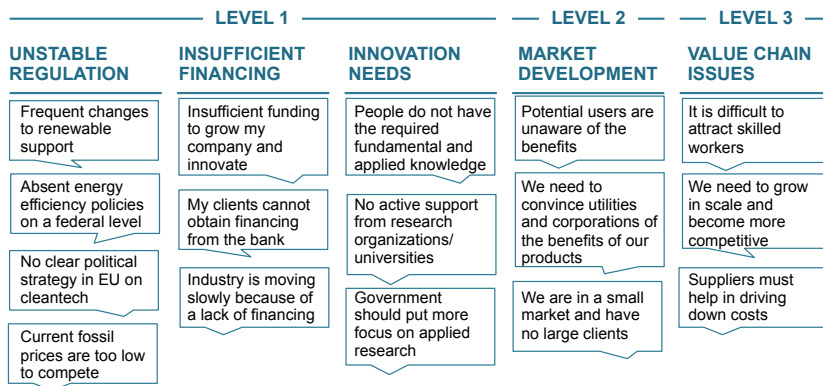 LEVEL 1
LEVEL 2
LEVEL 3
UNSTABLE
REGULATION
Frequent changes
to renewable
support
Absent energy
efficiency policies
on a federal level
No clear political
strategy in EU on
cleantech
Current fossil
prices are too low
to compete
INSUFFICIENT
FINANCING
Insufficient funding
to grow my
company and
innovate
My clients cannot
obtain financing
from the bank
Industry is moving
slowly because of
a lack of financing
INNOVATION
NEEDS
People do not have
the required
fundamental and
applied knowledge
No active support
from research
organizations/
universities
Government
should put more
focus on applied
research
MARKET
DEVELOPMENT
Potential users are
unaware of the
benefits
We need to
convince utilities
and corporations of
the benefits of our
products
We are in a small
market and have
no large clients
VALUE CHAIN
ISSUES
It is difficult to
attract skilled
workers
We need to grow
in scale and
become more
competitive
Suppliers must
help in driving
down costs